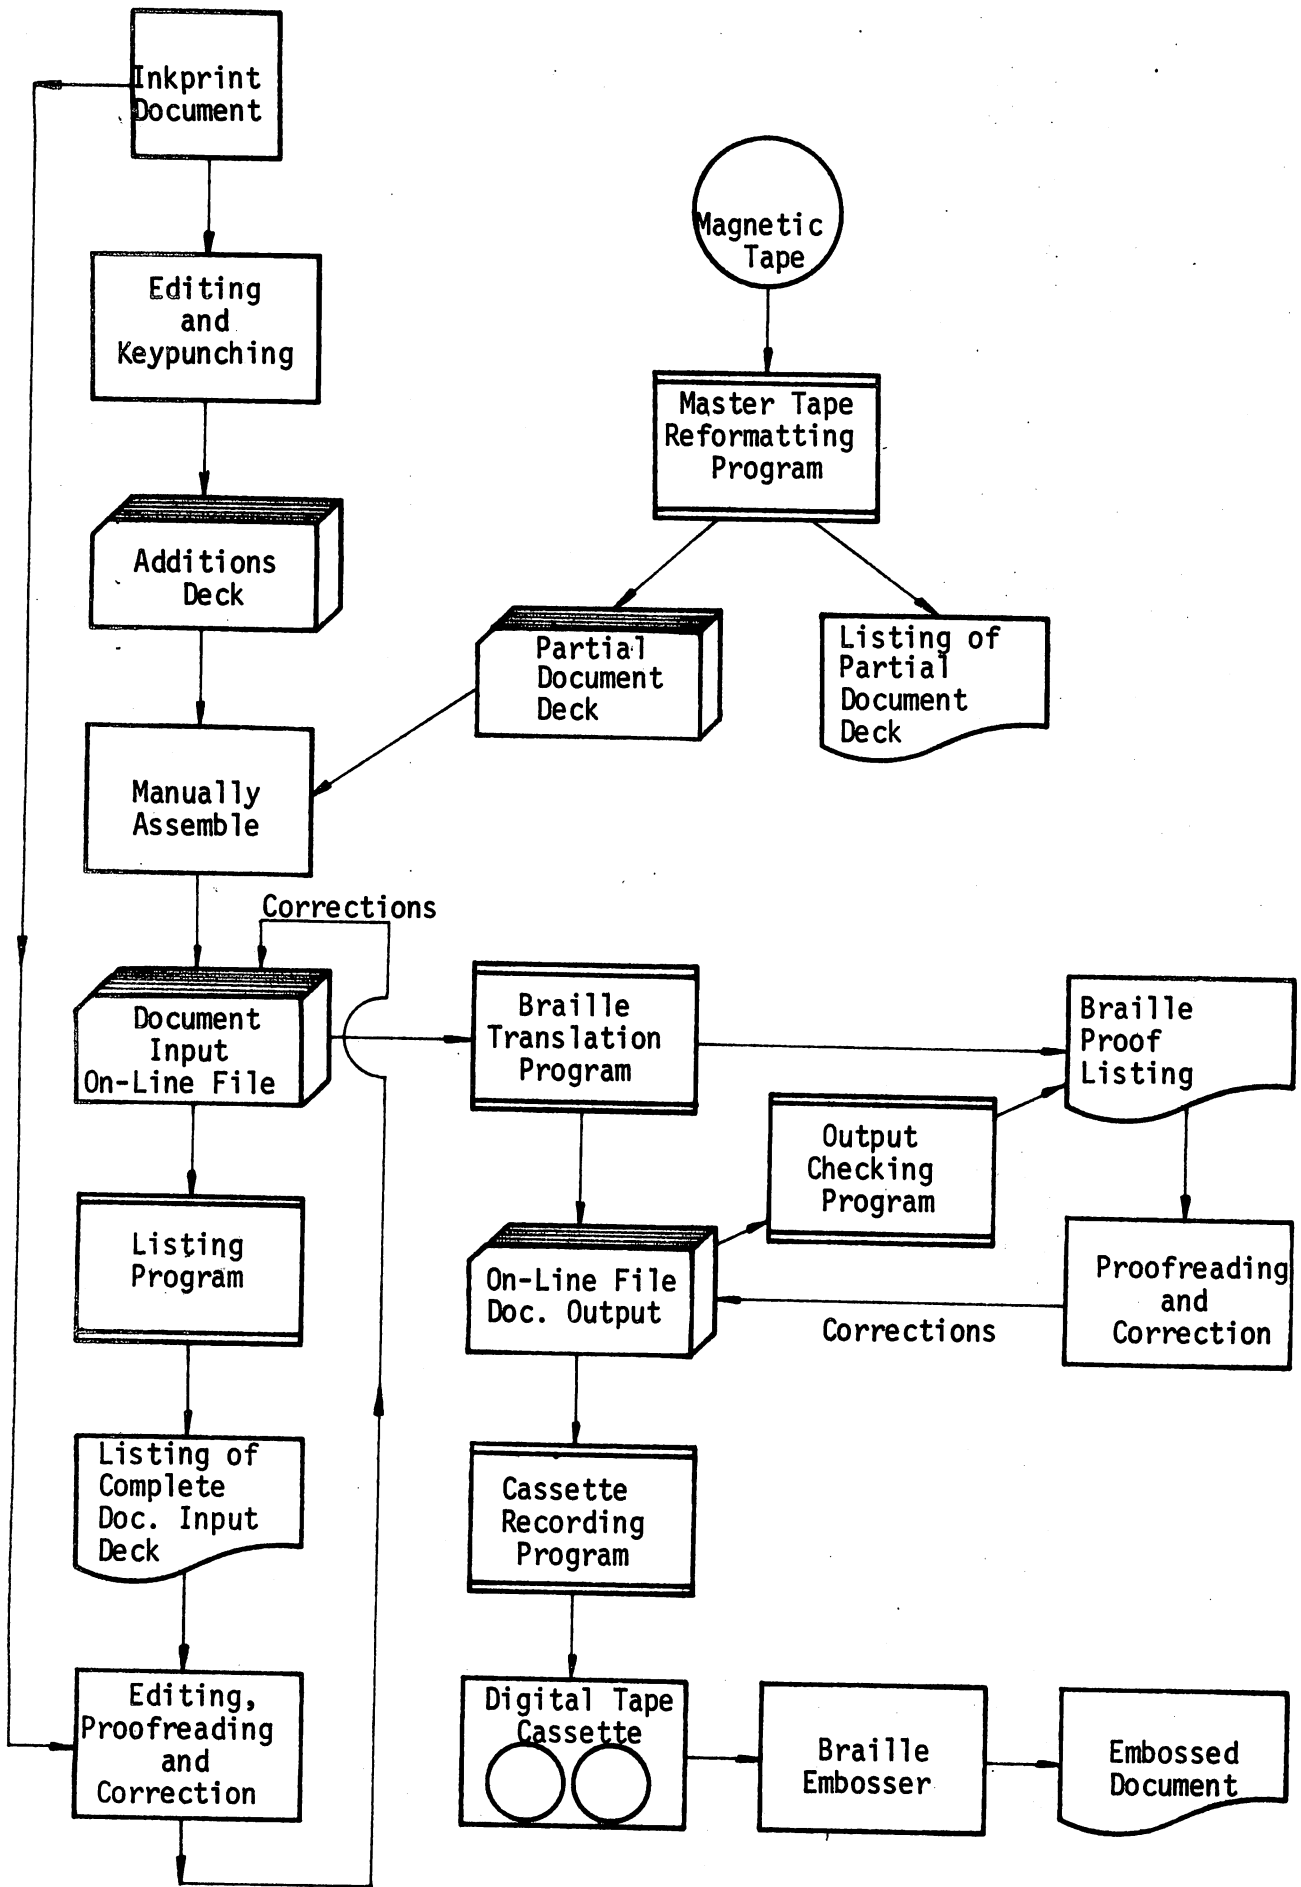 Inkprint
Document
Magnetic
Tape
Editing
and
Keypunching
Master Tape
Reformatting
Program
Additions
Deck
Partial
Document
Deck
Listing of
Partial
Document
Deck
Manually
Assemble
Corrections
Document
Input
On-Line File
Braille
Translation
Program
Braille
Proof
Listing
Output
Checking
Program
Listing
Program
On-Line File
Doc. Output
Proofreading
and
Correction
Corrections
Listing of
Complete
Doc. Input
Deck
Cassette
Recording
Program
Editing,
Proofreading
and
Correction
Digital Tape
Cassette
Braille
Embosser
Embossed
Document